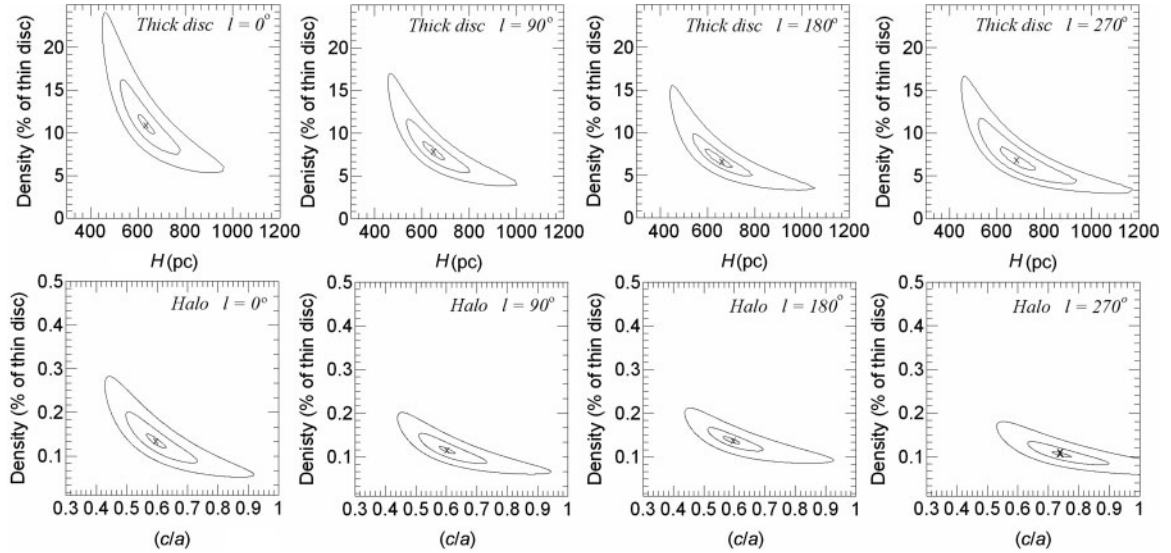 Thick disc l = 0°
Thick disc l = 90°
Thick disc l = 180°
Thick disc l = 270°
Density (% of thin disc)
25
20
15
10
5
0
400 600 800 1000 1200
H (pc)
Density (% of thin disc)
25
20
15
10
5
0
400 600 800 1000 1200
H (pc)
Density (% of thin disc)
25
20
15
10
5
0
400 600 800 1000 1200
H (pc)
Density (% of thin disc)
25
20
15
10
5
0
400 600 800 1000 1200
H (pc)
Halo l = 0°
Halo l = 90°
Halo l = 180°
Halo l = 270°
Density (% of thin disc)
0.5
0.4
0.3
0.2
0.1
0.3 0.4 0.5 0.6 0.7 0.8 0.9 1
(c/a)
Density (% of thin disc)
0.5
0.4
0.3
0.2
0.1
0.3 0.4 0.5 0.6 0.7 0.8 0.9 1
(c/a)
Density (% of thin disc)
0.5
0.4
0.3
0.2
0.1
0.3 0.4 0.5 0.6 0.7 0.8 0.9 1
(c/a)
Density (% of thin disc)
0.5
0.4
0.3
0.2
0.1
0.3 0.4 0.5 0.6 0.7 0.8 0.9 1
(c/a)